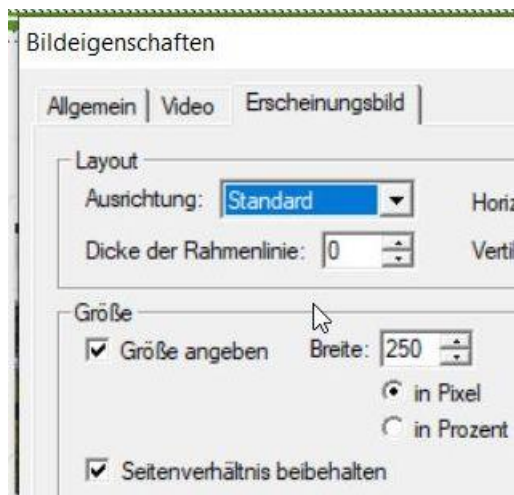 Bildeigenschaften
Allgemein Video Erscheinungsbild
Layout
Ausrichtung: Standard
Dicke der Rahmenlinie: 0
Größe
Größe angeben Breite: 250
in Pixel
in Prozent
Seitenverhältnis beibehalten